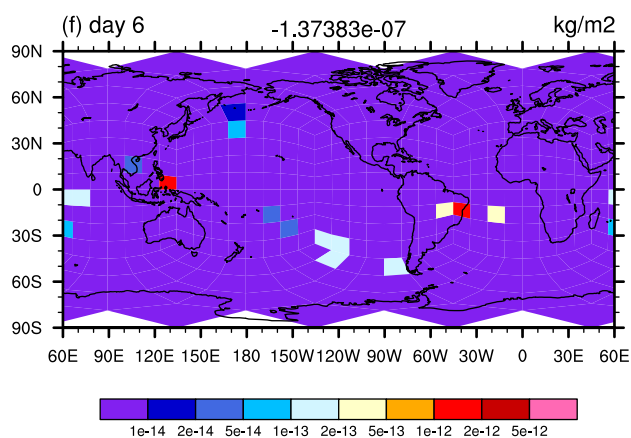 (f) day 6 -1.37383e-07 kg/m2
90N
60N
30N
0
30S
60S
90S
60E 90E 120E 150E 180 150W 120W 90W 60W 30W 0 30E 60E
1e-14 2e-14 5e-14 1e-13 2e-13 5e-13 1e-12 2e-12 5e-12